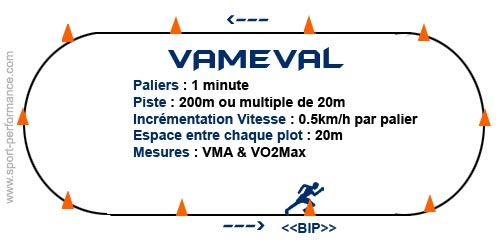 <---
VAMEVAL
Paliers : 1 minute
Piste : 200m ou multiple de 20m
Incrémentation Vitesse : 0.5km/h par palier
Espace entre chaque plot : 20m
Mesures : VMA & VO2Max
---> <<BIP>>
www.sport-performance.com